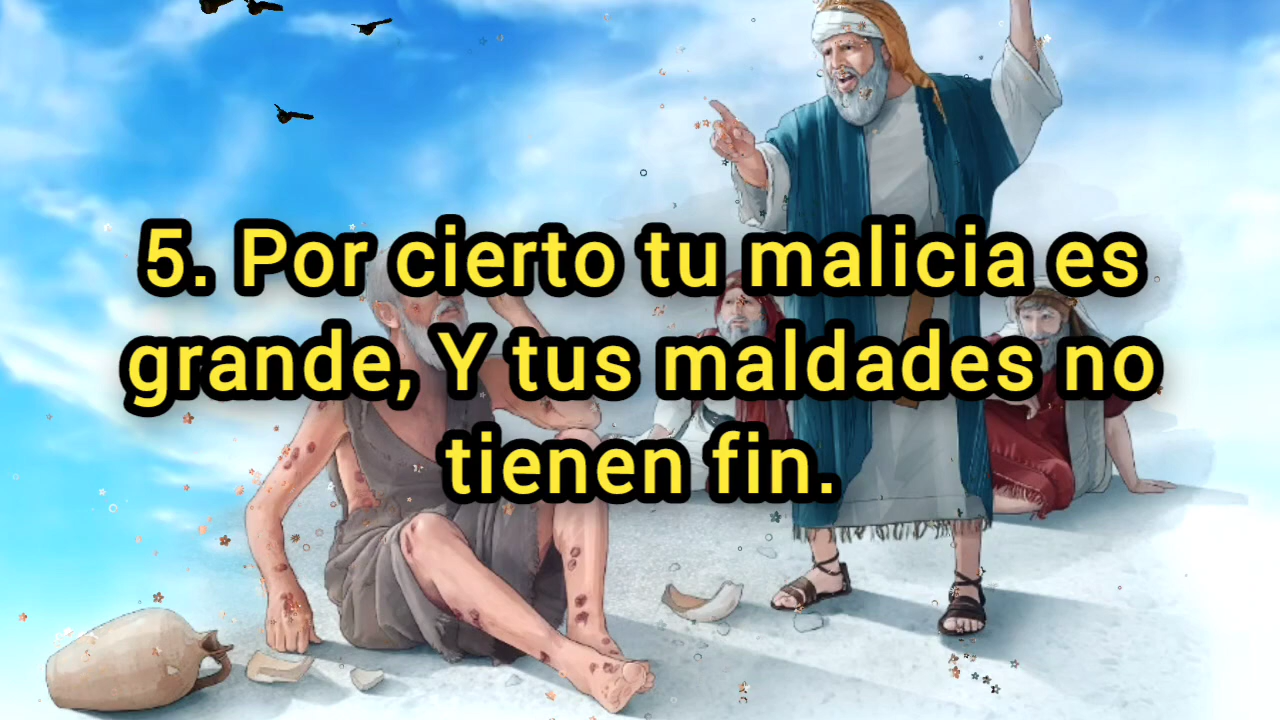 5. Por cierto tu malicia es
grande, Y tus maldades no
tienen fin.